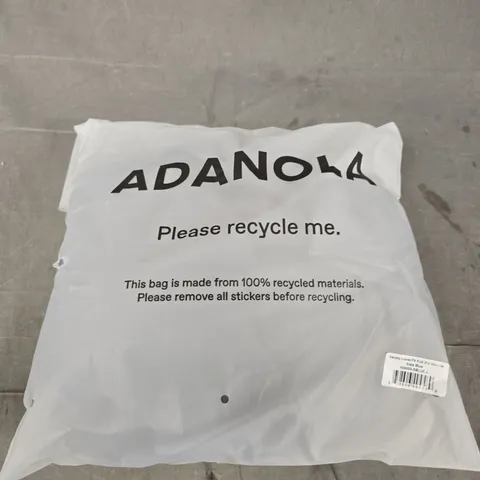 ADANOLA
Please recycle me.
This bag is made from 100% recycled materials.
Please remove all stickers before recycling.